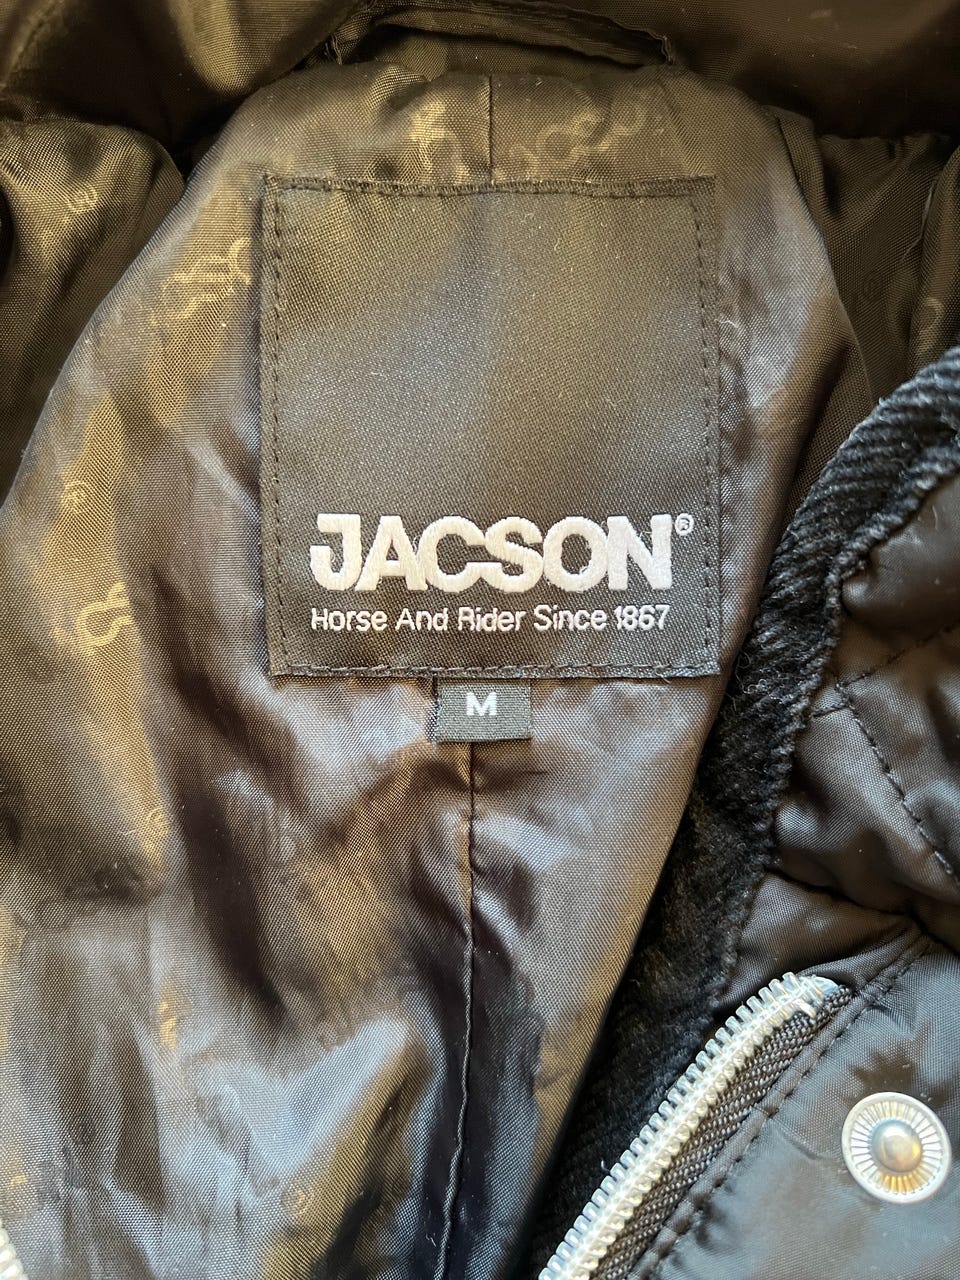 JACSON®
Horse And Rider Since 1867
M